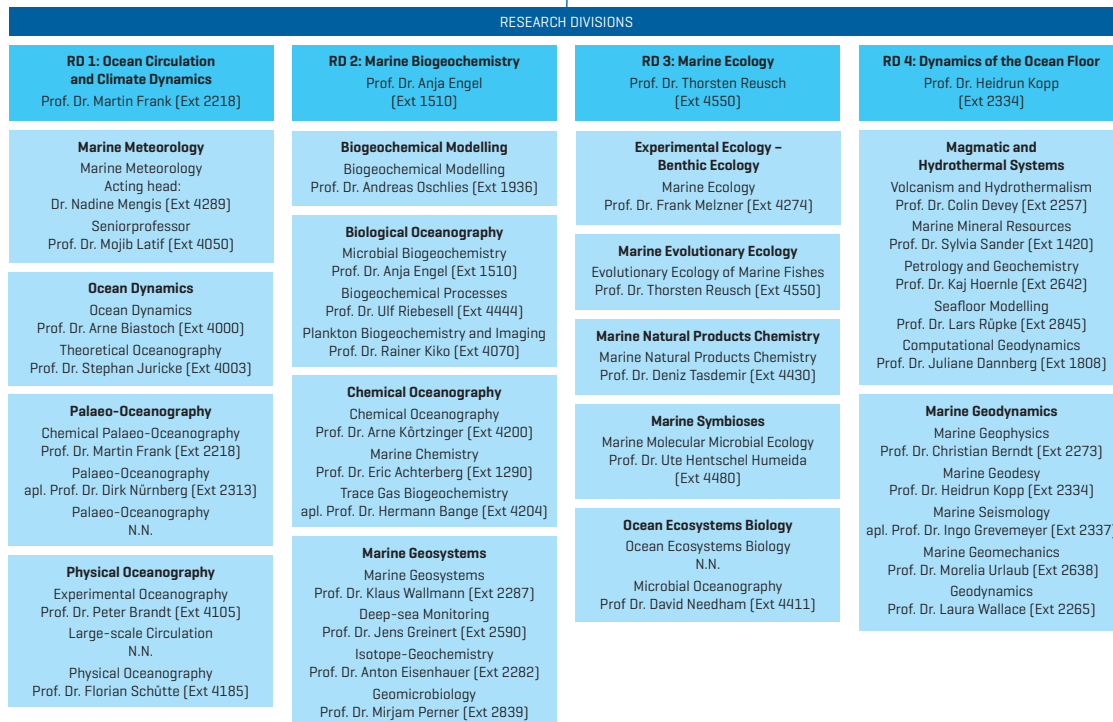 RESEARCH DIVISIONS
RD 1: Ocean Circulation
and Climate Dynamics
Prof. Dr. Martin Frank (Ext 2218)
Marine Meteorology
Marine Meteorology
Acting head:
Dr. Nadine Mengis (Ext 4289)
Seniorprofessor
Prof. Dr. Mojib Latif (Ext 4050)
Ocean Dynamics
Ocean Dynamics
Prof. Dr. Arne Biastoch (Ext 4000)
Theoretical Oceanography
Prof. Dr. Stephan Juricke (Ext 4003)
Palaeo-Oceanography
Chemical Palaeo-Oceanography
Prof. Dr. Martin Frank (Ext 2218)
Palaeo-Oceanography
apl. Prof. Dr. Dirk Nürnberg (Ext 2313)
Palaeo-Oceanography
N.N.
Physical Oceanography
Experimental Oceanography
Prof. Dr. Peter Brandt (Ext 4105)
Large-scale Circulation
N.N.
Physical Oceanography
Prof. Dr. Florian Schütte (Ext 4185)
RD 2: Marine Biogeochemistry
Prof. Dr. Anja Engel
(Ext 1510)
Biogeochemical Modelling
Biogeochemical Modelling
Prof. Dr. Andreas Oschlies (Ext 1936)
Biological Oceanography
Microbial Biogeochemistry
Prof. Dr. Anja Engel (Ext 1510)
Biogeochemical Processes
Prof. Dr. Ulf Riebesell (Ext 4444)
Plankton Biogeochemistry and Imaging
Prof. Dr. Rainer Kiko (Ext 4070)
Chemical Oceanography
Chemical Oceanography
Prof. Dr. Arne Körtzinger (Ext 4200)
Marine Chemistry
Prof. Dr. Eric Achterberg (Ext 1290)
Trace Gas Biogeochemistry
apl. Prof. Dr. Hermann Bange (Ext 4204)
Marine Geosystems
Marine Geosystems
Prof. Dr. Klaus Wallmann (Ext 2287)
Deep-sea Monitoring
Prof. Dr. Jens Greinert (Ext 2590)
Isotope-Geochemistry
Prof. Dr. Anton Eisenhauer (Ext 2282)
Geomicrobiology
Prof. Dr. Mirjam Perner (Ext 2839)
RD 3: Marine Ecology
Prof. Dr. Thorsten Reusch
(Ext 4550)
Experimental Ecology –
Benthic Ecology
Marine Ecology
Prof. Dr. Frank Melzner (Ext 4274)
Marine Evolutionary Ecology
Evolutionary Ecology of Marine Fishes
Prof. Dr. Thorsten Reusch (Ext 4550)
Marine Natural Products Chemistry
Marine Natural Products Chemistry
Prof. Dr. Deniz Tasdemir (Ext 4430)
Marine Symbioses
Marine Molecular Microbial Ecology
Prof. Dr. Ute Hentschel Humeida
(Ext 4480)
Ocean Ecosystems Biology
Ocean Ecosystems Biology
N.N.
Microbial Oceanography
Prof Dr. David Needham (Ext 4411)
RD 4: Dynamics of the Ocean Floor
Prof. Dr. Heidrun Kopp
(Ext 2334)
Magmatic and
Hydrothermal Systems
Volcanism and Hydrothermalism
Prof. Dr. Colin Devey (Ext 2257)
Marine Mineral Resources
Prof. Dr. Sylvia Sander (Ext 1420)
Petrology and Geochemistry
Prof. Dr. Kaj Hoernle (Ext 2642)
Seafloor Modelling
Prof. Dr. Lars Rüpke (Ext 2845)
Computational Geodynamics
Prof. Dr. Juliane Dannberg (Ext 1808)
Marine Geodynamics
Marine Geophysics
Prof. Dr. Christian Berndt (Ext 2273)
Marine Geodesy
Prof. Dr. Heidrun Kopp (Ext 2334)
Marine Seismology
apl. Prof. Dr. Ingo Grevemeyer (Ext 2337)
Marine Geomechanics
Prof. Dr. Morelia Urlaub (Ext 2638)
Geodynamics
Prof. Dr. Laura Wallace (Ext 2265)